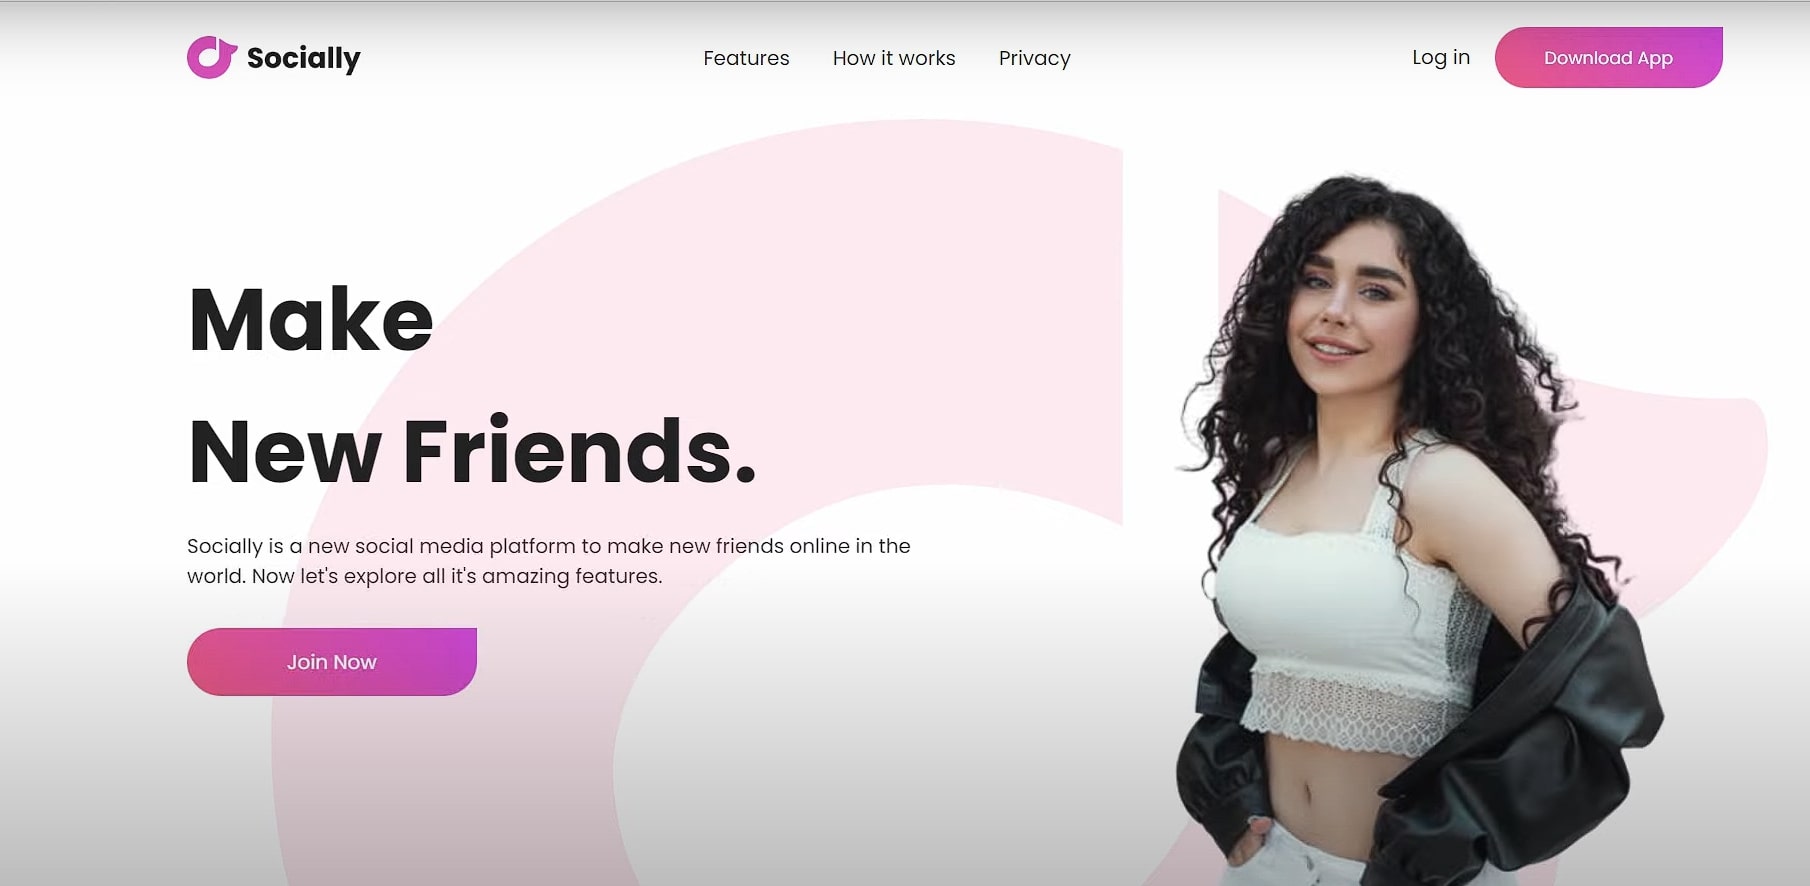 Socially
Features
How it works
Privacy
Log in
Download App
Make
New Friends.
Socially is a new social media platform to make new friends online in the
world. Now let's explore all it's amazing features.
Join Now